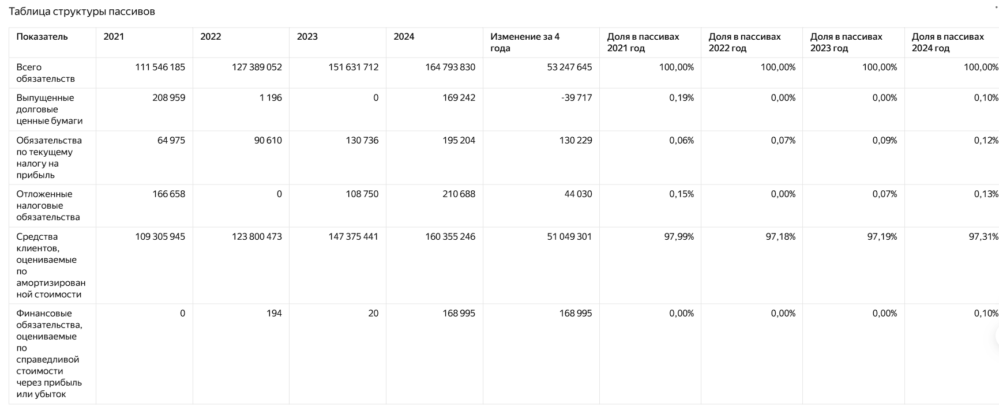 Таблица структуры пассивов
Показатель 2021 2022 2023 2024 Изменение за 4 года Доля в пассивах 2021 год Доля в пассивах 2022 год Доля в пассивах 2023 год Доля в пассивах 2024 год
Всего обязательств 111 546 185 127 389 052 151 631 712 164 793 830 53 247 645 100,00% 100,00% 100,00% 100,00%
Выпущенные долговые ценные бумаги 208 959 1 196 0 169 242 -39 717 0,19% 0,00% 0,00% 0,10%
Обязательства по текущему налогу на прибыль 64 975 90 610 130 736 195 204 130 229 0,06% 0,07% 0,09% 0,12%
Отложенные налоговые обязательства 166 658 0 108 750 210 688 44 030 0,15% 0,00% 0,07% 0,13%
Средства клиентов, оцениваемые по амортизирован ной стоимости 109 305 945 123 800 473 147 375 441 160 355 246 51 049 301 97,99% 97,18% 97,19% 97,31%
Финансовые обязательства, оцениваемые по справедливой стоимости через прибыль или убыток 0 194 20 168 995 168 995 0,00% 0,00% 0,00% 0,10%